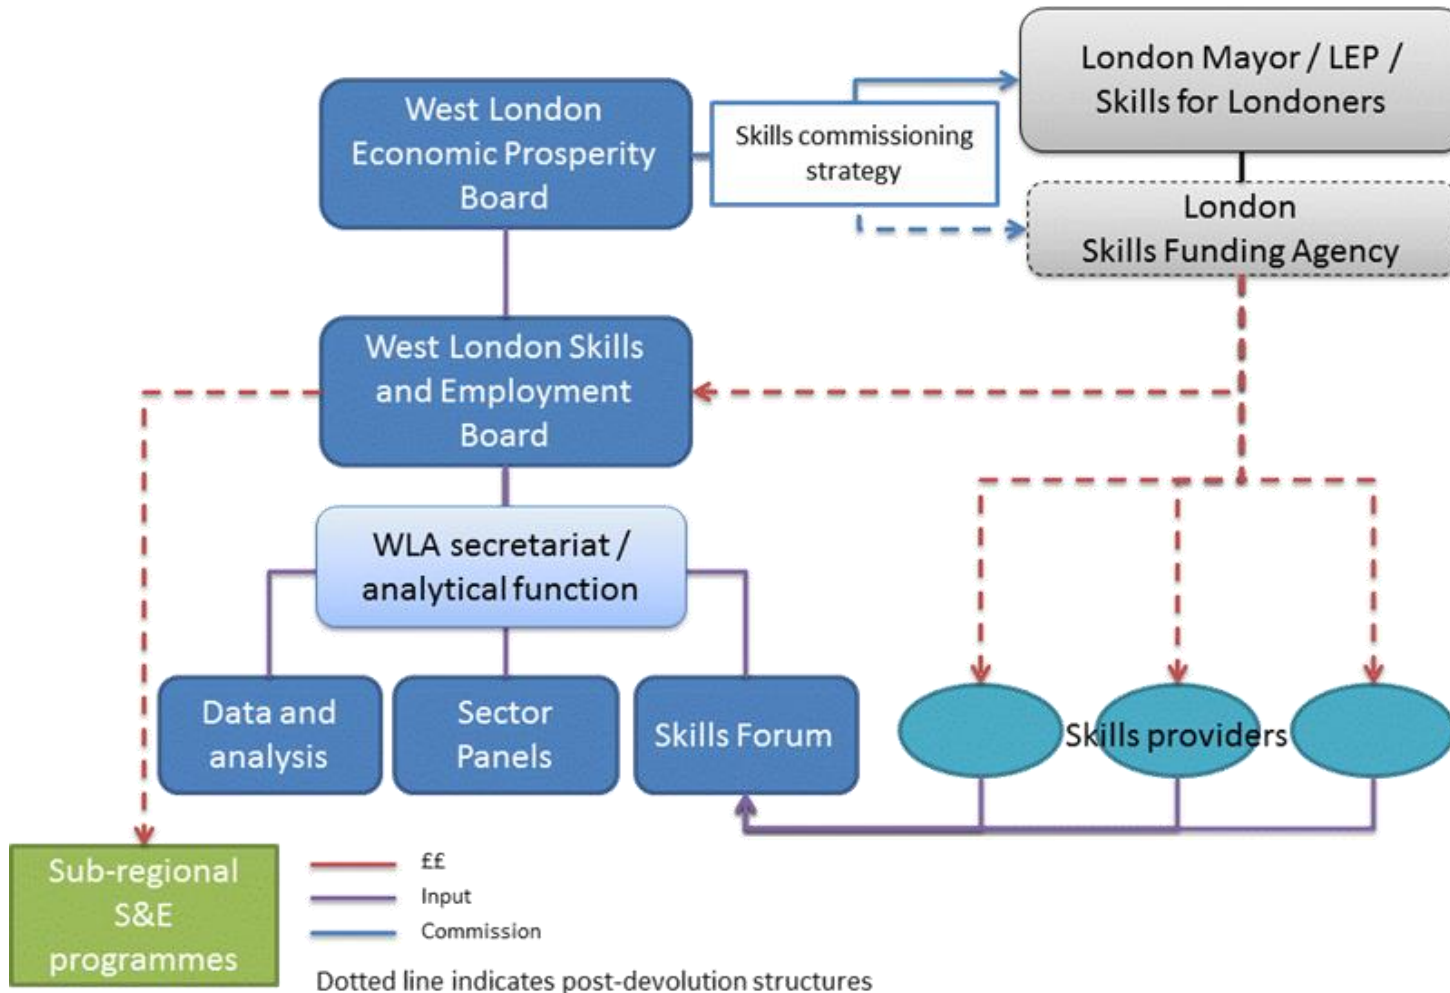 West London
Economic Prosperity
Board
Skills commissioning
strategy
London Mayor / LEP /
Skills for Londoners
London
Skills Funding Agency
West London Skills
and Employment
Board
WLA secretariat /
analytical function
Data and
analysis
Sector
Panels
Skills Forum
Skills providers
Sub-regional
S&E
programmes
££
Input
Commission
Dotted line indicates post-devolution structures